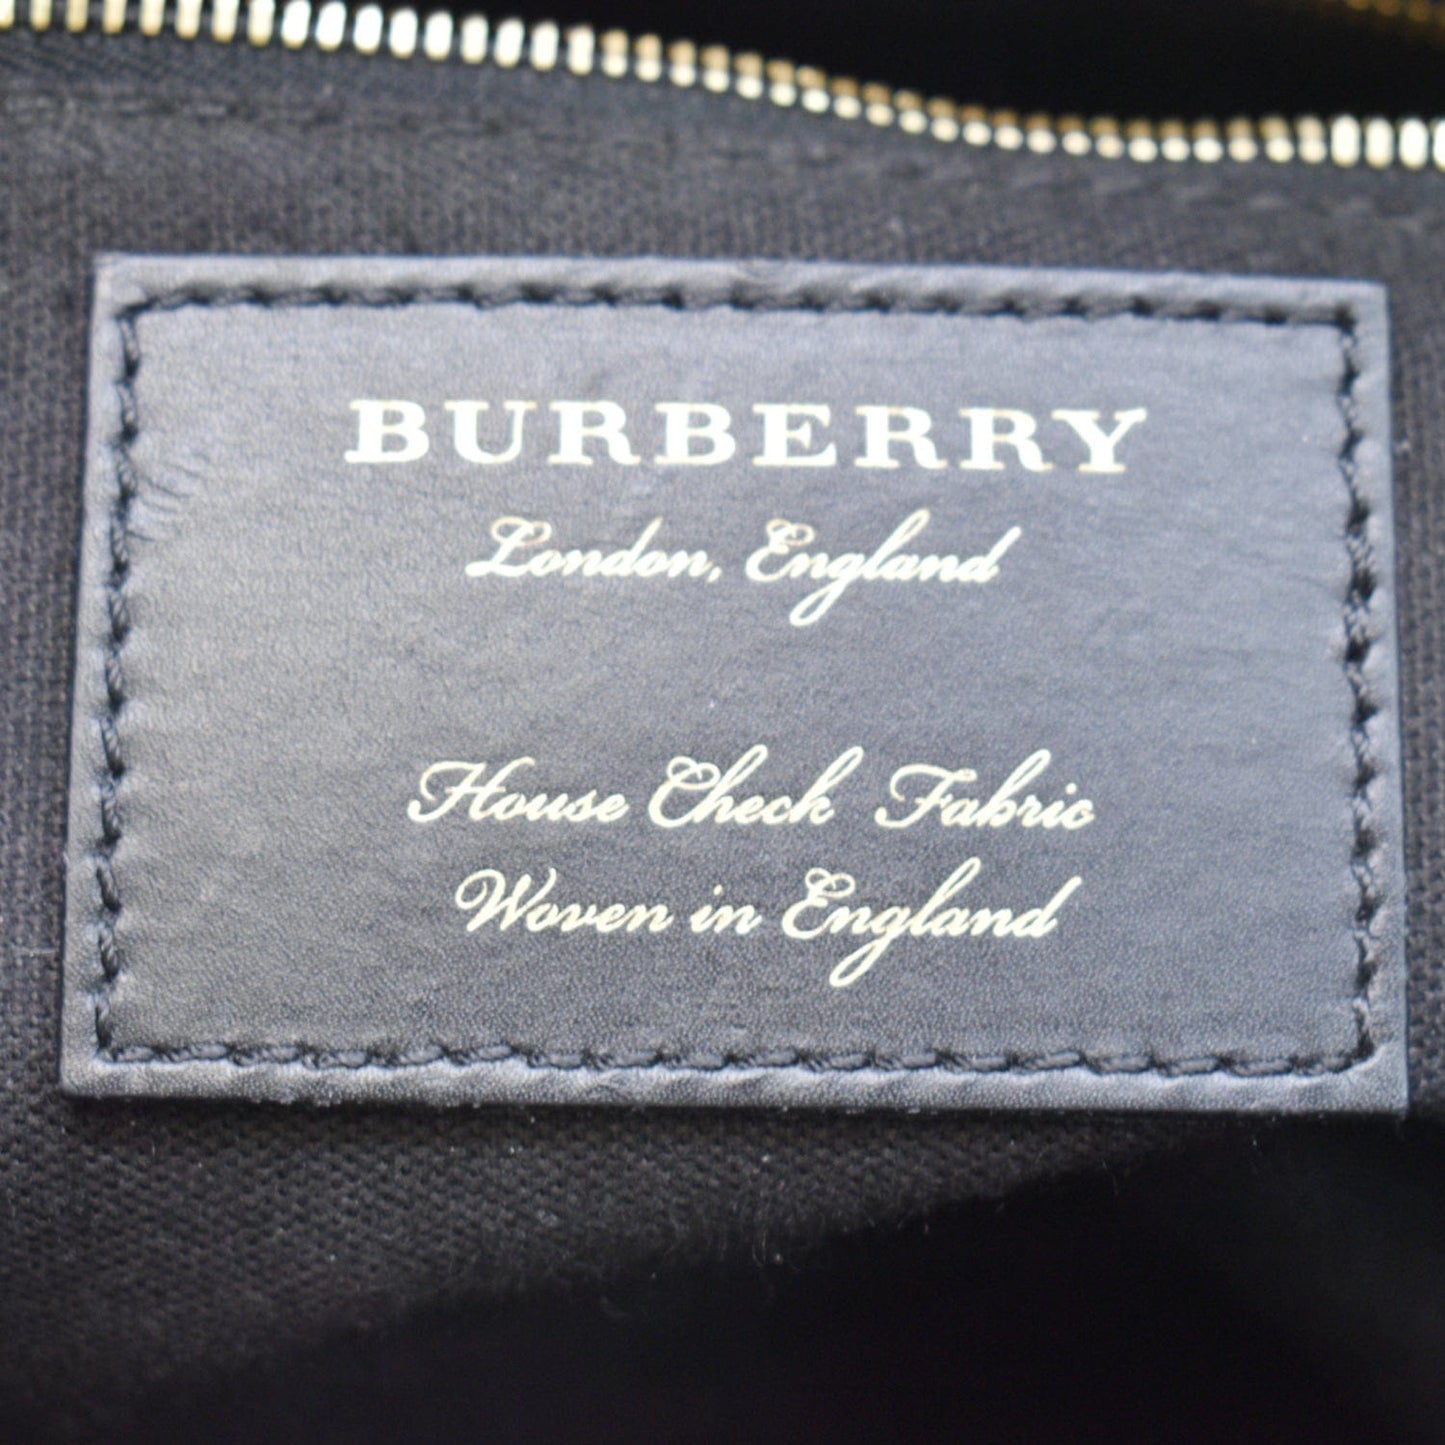 BURBERRY
London, England
House Check Fabric
Woven in England